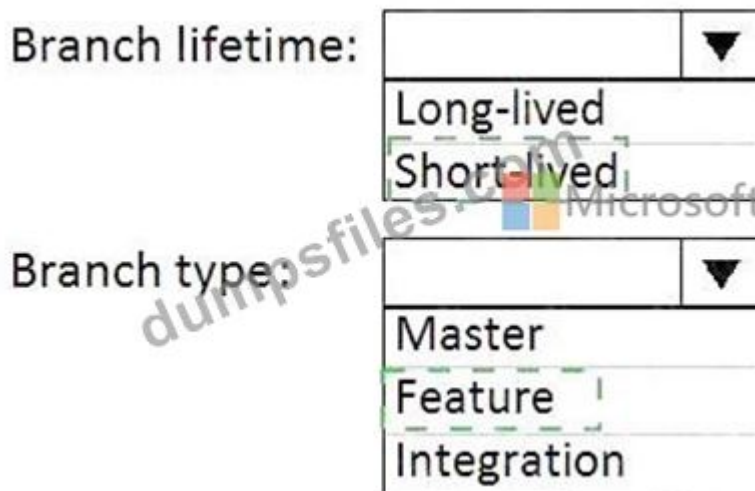 Branch lifetime:
Long-lived
Short-lived
Microsoft
dumpsfiles.com
Branch type:
Master
Feature
Integration